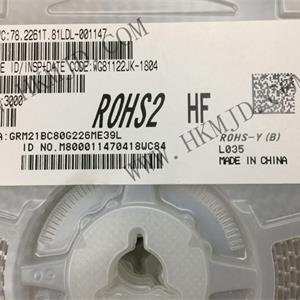 C:78.2261T.81LDL-001147
E ID/INSP+DATE CODE:WG81122JK-1804
:3000
ROHS2 HF
A:GRM21BC80G226ME39L
ID NO.M800011470418WC84
ROHS-Y (B)
L035
MADE IN CHINA
WWW.HKMJD.COM